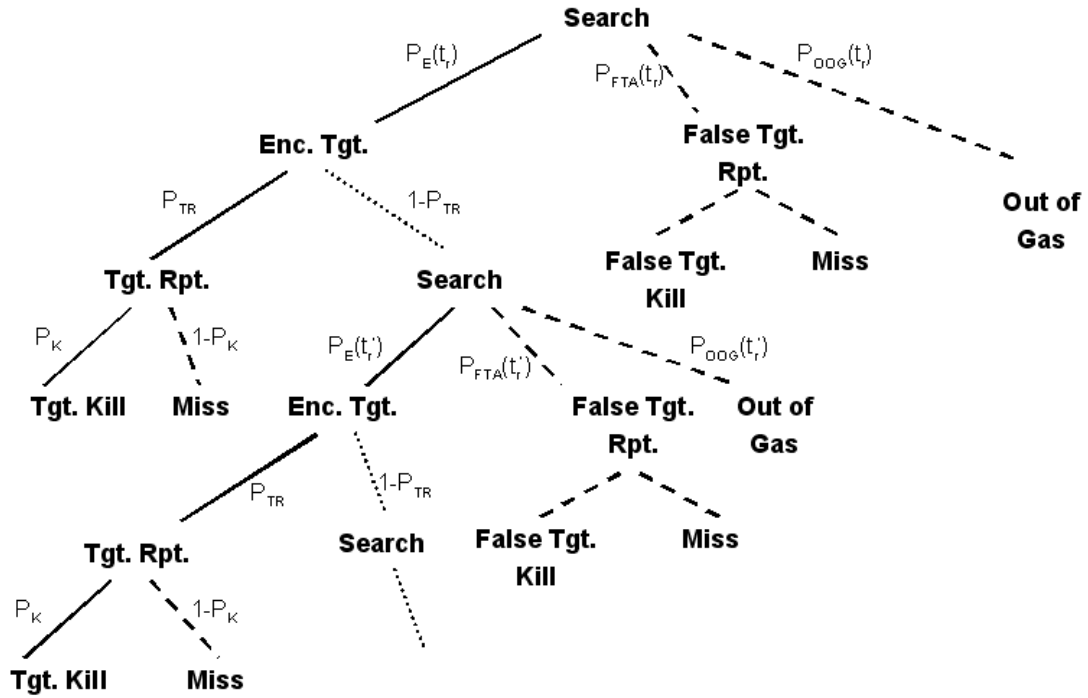 Search
P_E(t_r)
P_FTA(t_r)
P_OOG(t_r)
Enc. Tgt.
False Tgt.
Rpt.
Out of
Gas
P_TR
1-P_TR
False Tgt.
Kill
Miss
Tgt. Rpt.
Search
P_K
1-P_K
P_E(t_r')
P_FTA(t_r')
P_OOG(t_r')
Tgt. Kill
Miss
Enc. Tgt.
False Tgt.
Rpt.
Out of
Gas
P_TR
1-P_TR
Tgt. Rpt.
Search
False Tgt.
Kill
Miss
P_K
1-P_K
Tgt. Kill
Miss